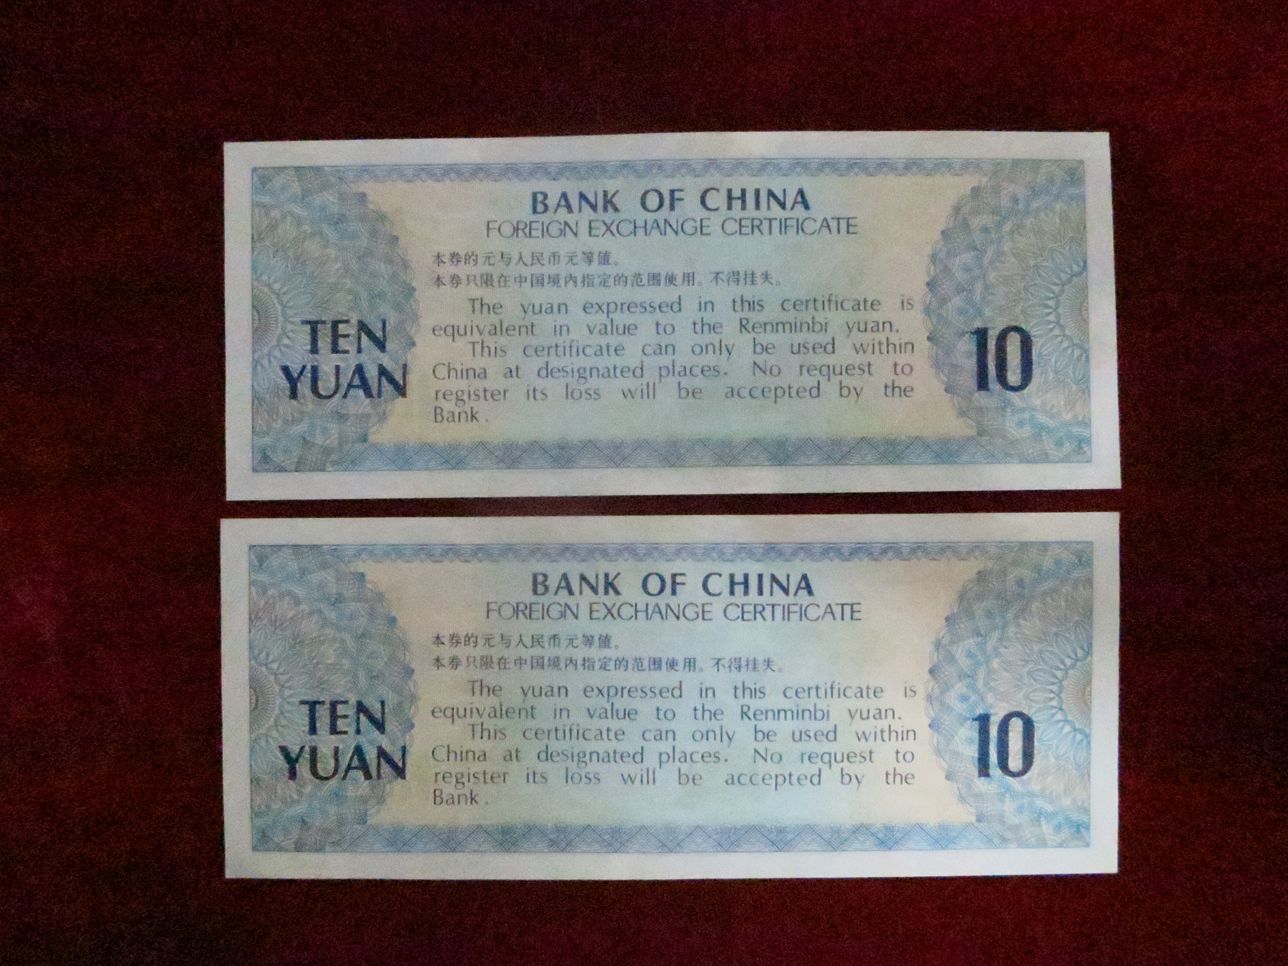 BANK OF CHINA
FOREIGN EXCHANGE CERTIFICATE
本券的元与人民币元等值。
本券只限在中国境内指定的范围使用。不得挂失。
The yuan expressed in this certificate is
equivalent in value to the Renminbi yuan.
This certificate can only be used within
China at designated places. No request to
register its loss will be accepted by the
Bank.
TEN
YUAN
10
BANK OF CHINA
FOREIGN EXCHANGE CERTIFICATE
本券的元与人民币元等值。
本券只限在中国境内指定的范围使用。不得挂失。
The yuan expressed in this certificate is
equivalent in value to the Renminbi yuan.
This certificate can only be used within
China at designated places. No request to
register its loss will be accepted by the
Bank.
TEN
YUAN
10